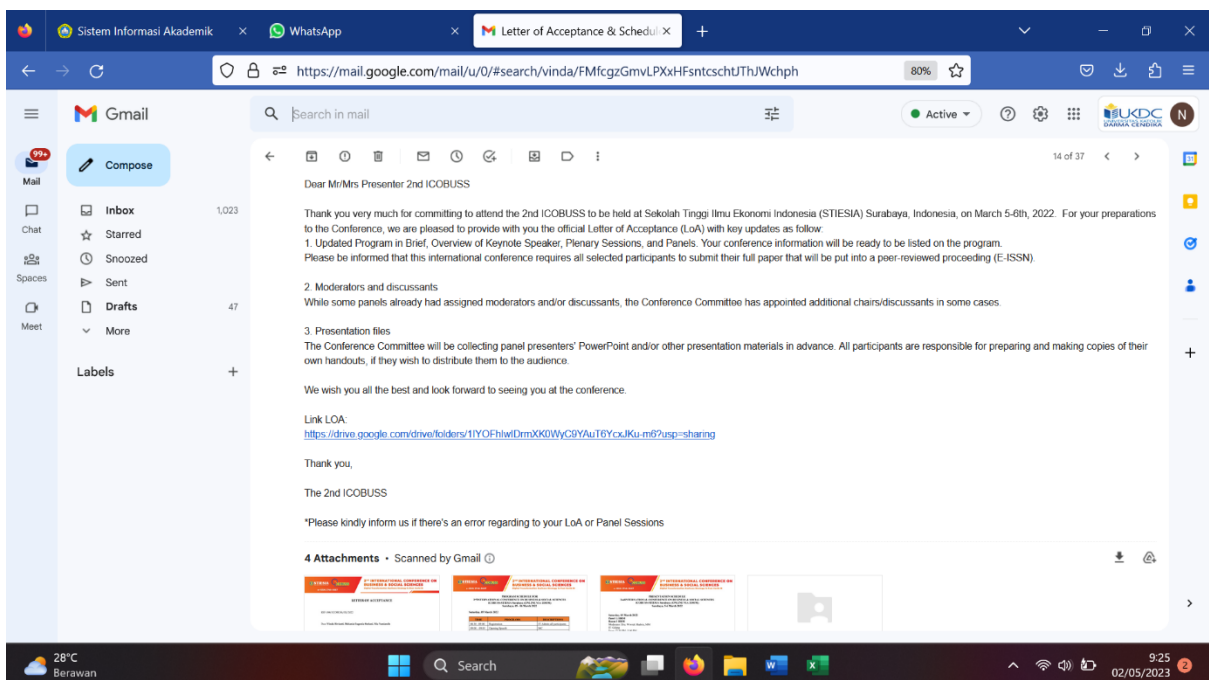 Sistem Informasi Akademik
WhatsApp
Letter of Acceptance & Schedul
https://mail.google.com/mail/u/0/#search/vinda/FMfcgzGmvLPXxHFsntcschtJThJWchph
80%
Gmail
Search in mail
Active
UKDC
UNIVERSITAS KATOLIK
DARMA CENDIKA
N
99+
Mail
Compose
14 of 37
31
Chat
Spaces
Meet
Inbox 1,023
Starred
Snoozed
Sent
Drafts 47
More
Labels
Dear Mr/Mrs Presenter 2nd ICOBUSS
Thank you very much for committing to attend the 2nd ICOBUSS to be held at Sekolah Tinggi Ilmu Ekonomi Indonesia (STIESIA) Surabaya, Indonesia, on March 5-6th, 2022. For your preparations
to the Conference, we are pleased to provide with you the official Letter of Acceptance (LoA) with key updates as follow:
1. Updated Program in Brief, Overview of Keynote Speaker, Plenary Sessions, and Panels. Your conference information will be ready to be listed on the program.
Please be informed that this international conference requires all selected participants to submit their full paper that will be put into a peer-reviewed proceeding (E-ISSN).
2. Moderators and discussants
While some panels already had assigned moderators and/or discussants, the Conference Committee has appointed additional chairs/discussants in some cases.
3. Presentation files
The Conference Committee will be collecting panel presenters' PowerPoint and/or other presentation materials in advance. All participants are responsible for preparing and making copies of their
own handouts, if they wish to distribute them to the audience.
We wish you all the best and look forward to seeing you at the conference.
Link LOA:
https://drive.google.com/drive/folders/1IYOFhlwIDrmXK0WyC9YAuT6YcxJKu-m6?usp=sharing
Thank you,
The 2nd ICOBUSS
*Please kindly inform us if there's an error regarding to your LoA or Panel Sessions
4 Attachments • Scanned by Gmail
LETTER OF ACCEPTANCE
28°C
Berawan
Search
9:25
02/05/2023
2